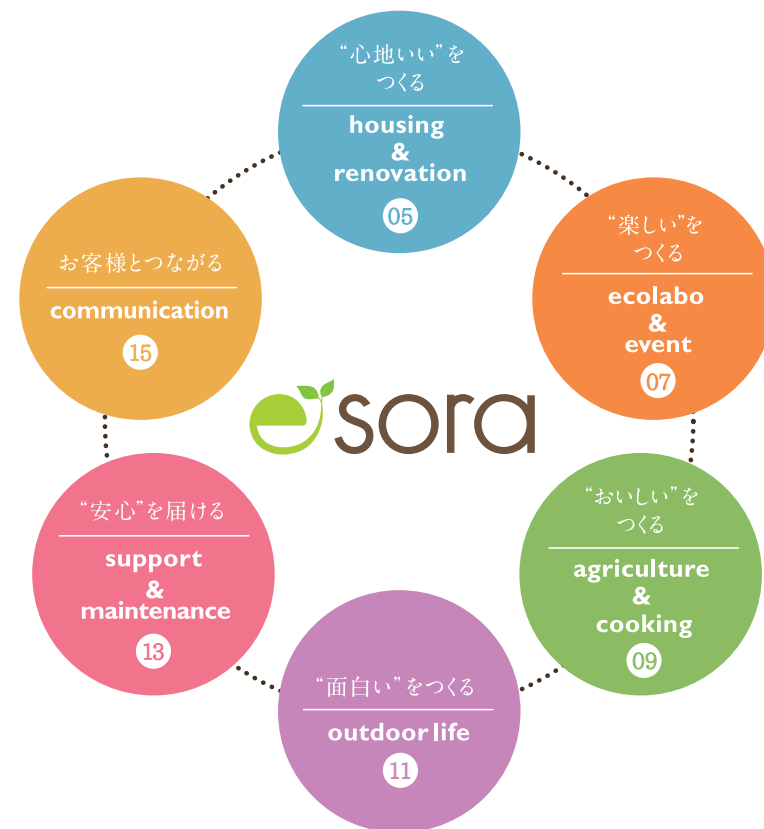 “心地いい”を
つくる
housing
&
renovation
05
“楽しい”を
つくる
ecolabo
&
event
07
“おいしい”を
つくる
agriculture
&
cooking
09
“面白い”をつくる
outdoor life
11
“安心”を届ける
support
&
maintenance
13
お客様とつながる
communication
15
e'sora